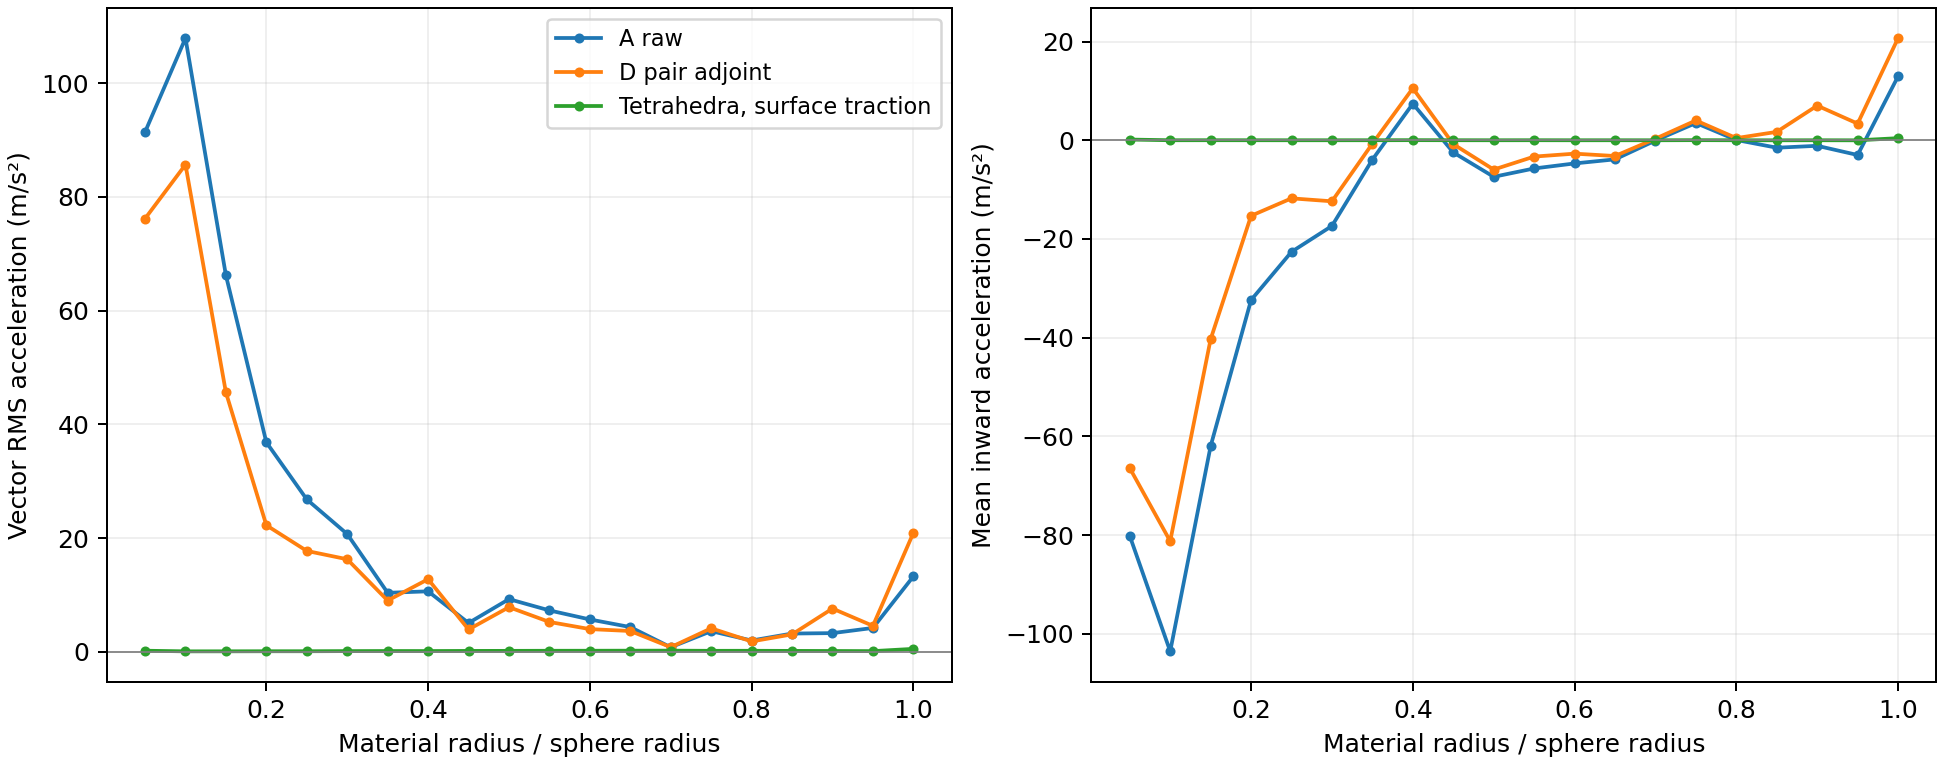 A raw
D pair adjoint
Tetrahedra, surface traction
Vector RMS acceleration (m/s²)
100
80
60
40
20
0
0.2 0.4 0.6 0.8 1.0
Material radius / sphere radius
Mean inward acceleration (m/s²)
20
0
−20
−40
−60
−80
−100
0.2 0.4 0.6 0.8 1.0
Material radius / sphere radius